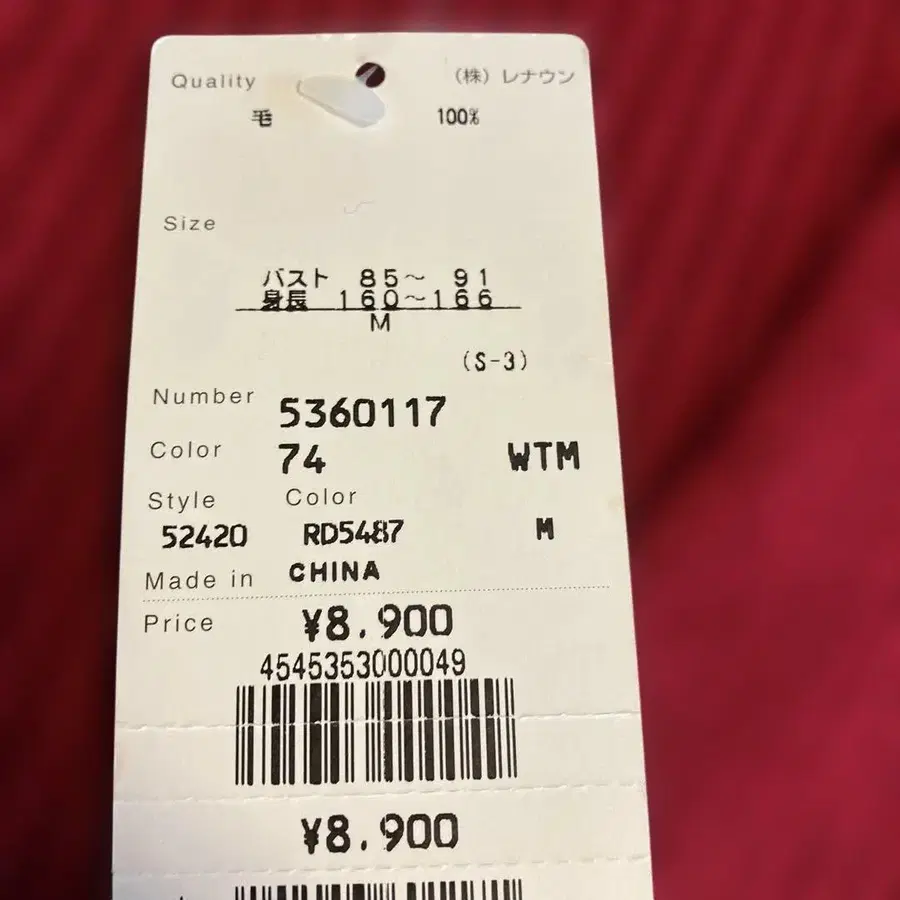 Quality （株）レナウン
毛 100%
Size
バスト 85〜 91
身長 160〜166
M
(S-3)
Number 5360117
Color 74 WTM
Style Color
52420 RD5487 M
Made in CHINA
Price ¥8.900
4545353000049
¥8.900